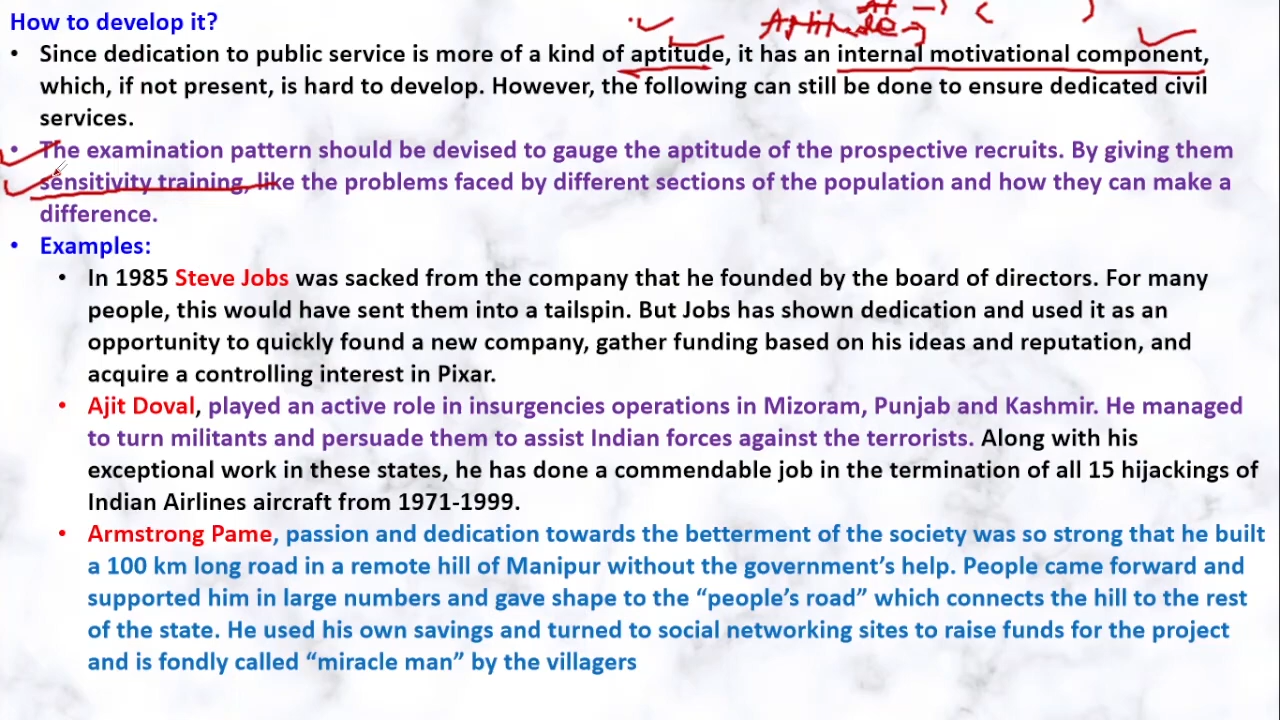 Aptitude →
How to develop it?
• Since dedication to public service is more of a kind of aptitude, it has an internal motivational component,
which, if not present, is hard to develop. However, the following can still be done to ensure dedicated civil
services.
• The examination pattern should be devised to gauge the aptitude of the prospective recruits. By giving them
sensitivity training, like the problems faced by different sections of the population and how they can make a
difference.
• Examples:
• In 1985 Steve Jobs was sacked from the company that he founded by the board of directors. For many
people, this would have sent them into a tailspin. But Jobs has shown dedication and used it as an
opportunity to quickly found a new company, gather funding based on his ideas and reputation, and
acquire a controlling interest in Pixar.
• Ajit Doval, played an active role in insurgencies operations in Mizoram, Punjab and Kashmir. He managed
to turn militants and persuade them to assist Indian forces against the terrorists. Along with his
exceptional work in these states, he has done a commendable job in the termination of all 15 hijackings of
Indian Airlines aircraft from 1971-1999.
• Armstrong Pame, passion and dedication towards the betterment of the society was so strong that he built
a 100 km long road in a remote hill of Manipur without the government's help. People came forward and
supported him in large numbers and gave shape to the “people's road” which connects the hill to the rest
of the state. He used his own savings and turned to social networking sites to raise funds for the project
and is fondly called “miracle man” by the villagers